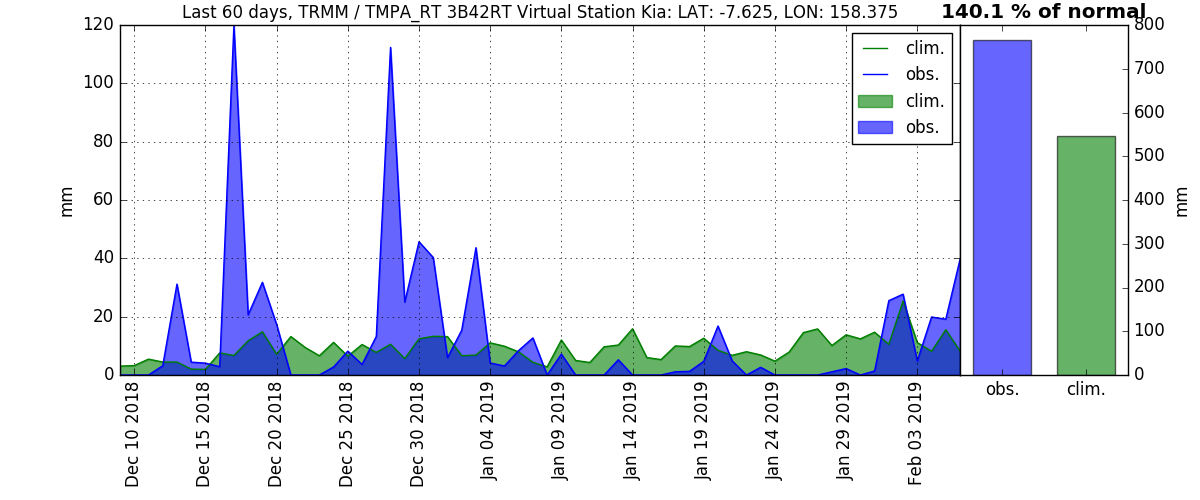 Last 60 days, TRMM / TMPA_RT 3B42RT Virtual Station Kia: LAT: -7.625, LON: 158.375
140.1 % of normal
120
100
80
60
40
20
0
mm
clim.
obs.
clim.
obs.
800
700
600
500
400
300
200
100
0
mm
obs.
clim.
Dec 10 2018
Dec 15 2018
Dec 20 2018
Dec 25 2018
Dec 30 2018
Jan 04 2019
Jan 09 2019
Jan 14 2019
Jan 19 2019
Jan 24 2019
Jan 29 2019
Feb 03 2019